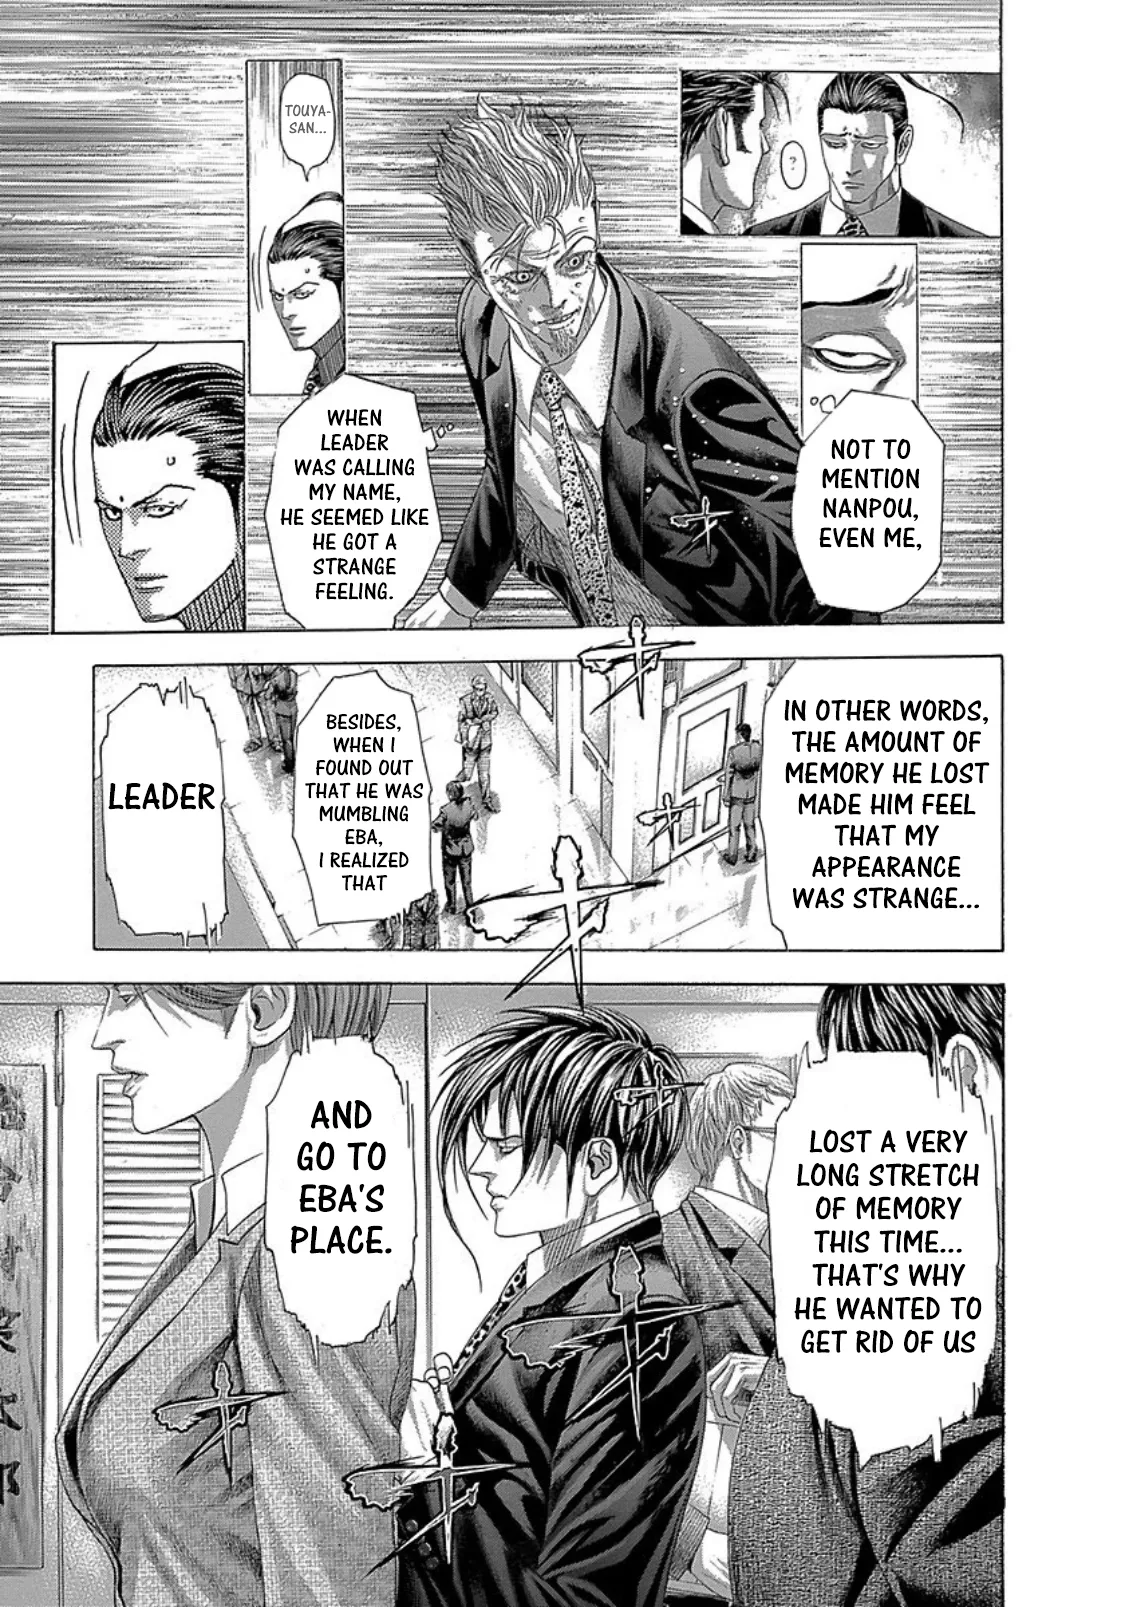 ?
NOT TO
MENTION
NANPOU,
EVEN ME,
TOUYA-
SAN...
WHEN
LEADER
WAS CALLING
MY NAME,
HE SEEMED LIKE
HE GOT A
STRANGE
FEELING.
IN OTHER WORDS,
THE AMOUNT OF
MEMORY HE LOST
MADE HIM FEEL
THAT MY
APPEARANCE
WAS STRANGE...
BESIDES,
WHEN I
FOUND OUT
THAT HE WAS
MUMBLING
EBA,
I REALIZED
THAT
LEADER
LOST A VERY
LONG STRETCH
OF MEMORY
THIS TIME...
THAT'S WHY
HE WANTED TO
GET RID OF US
AND
GO TO
EBA'S
PLACE.